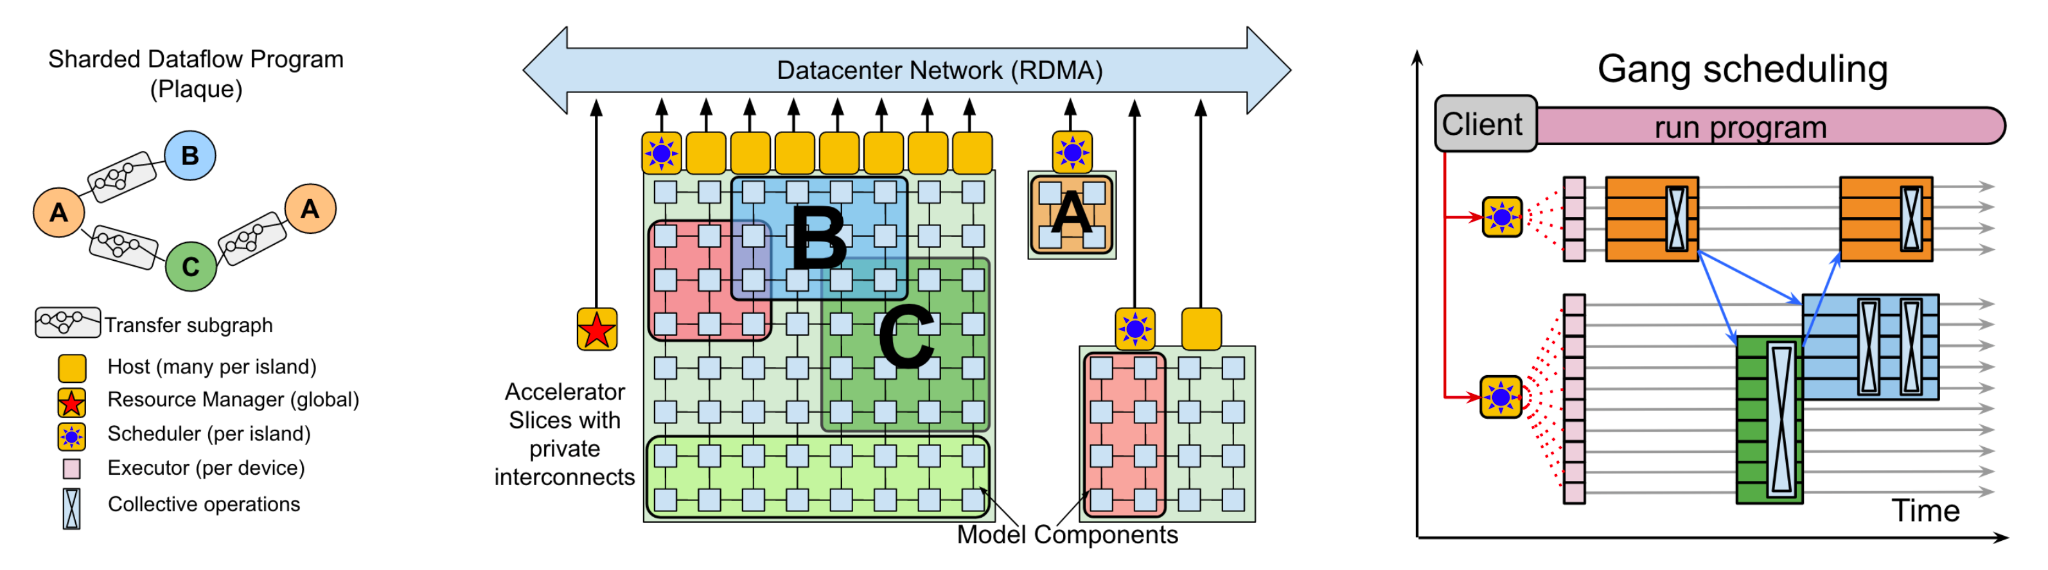 Sharded Dataflow Program
(Plaque)
B
A
A
C
Transfer subgraph
Host (many per island)
Resource Manager (global)
Scheduler (per island)
Executor (per device)
Collective operations
Datacenter Network (RDMA)
B
A
C
Accelerator
Slices with
private
interconnects
Model Components
Gang scheduling
Client
run program
Time